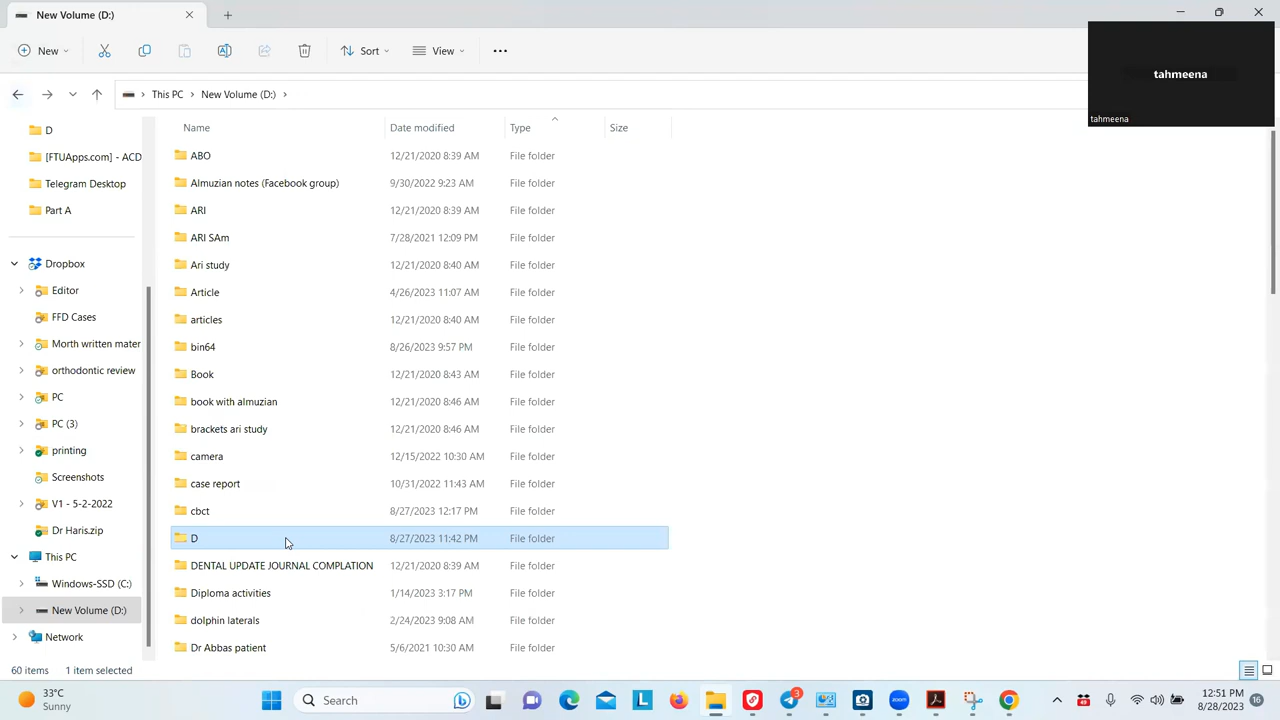 New Volume (D:)
New
Sort
View
This PC
New Volume (D:)
tahmeena
tahmeena
Name
Date modified
Type
Size
D
[FTUApps.com] - ACD
Telegram Desktop
Part A
Dropbox
Editor
FFD Cases
Morth written mater
orthodontic review
PC
PC (3)
printing
Screenshots
V1 - 5-2-2022
Dr Haris.zip
This PC
Windows-SSD (C:)
New Volume (D:)
Network
ABO 12/21/2020 8:39 AM File folder
Almuzian notes (Facebook group) 9/30/2022 9:23 AM File folder
ARI 12/21/2020 8:39 AM File folder
ARI SAm 7/28/2021 12:09 PM File folder
Ari study 12/21/2020 8:40 AM File folder
Article 4/26/2023 11:07 AM File folder
articles 12/21/2020 8:40 AM File folder
bin64 8/26/2023 9:57 PM File folder
Book 12/21/2020 8:43 AM File folder
book with almuzian 12/21/2020 8:46 AM File folder
brackets ari study 12/21/2020 8:46 AM File folder
camera 12/15/2022 10:30 AM File folder
case report 10/31/2022 11:43 AM File folder
cbct 8/27/2023 12:17 PM File folder
D 8/27/2023 11:42 PM File folder
DENTAL UPDATE JOURNAL COMPLATION 12/21/2020 8:39 AM File folder
Diploma activities 1/14/2023 3:17 PM File folder
dolphin laterals 2/24/2023 9:08 AM File folder
Dr Abbas patient 5/6/2021 10:30 AM File folder
60 items 1 item selected
33°C
Sunny
Search
3
zoom
49
12:51 PM
8/28/2023
16